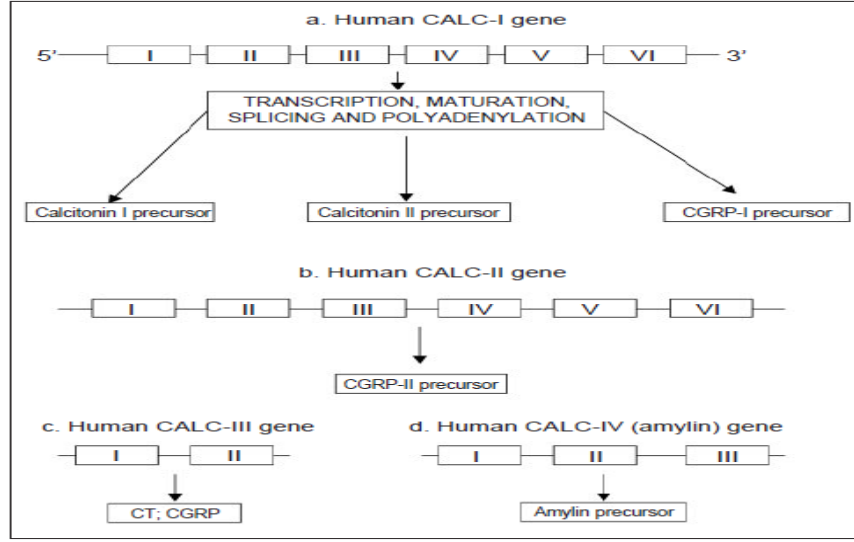 a. Human CALC-I gene
5’ I II III IV V VI 3’
TRANSCRIPTION, MATURATION,
SPLICING AND POLYADENYLATION
Calcitonin I precursor Calcitonin II precursor CGRP-I precursor
b. Human CALC-II gene
I II III IV V VI
CGRP-II precursor
c. Human CALC-III gene
I II
CT; CGRP
d. Human CALC-IV (amylin) gene
I II III
Amylin precursor